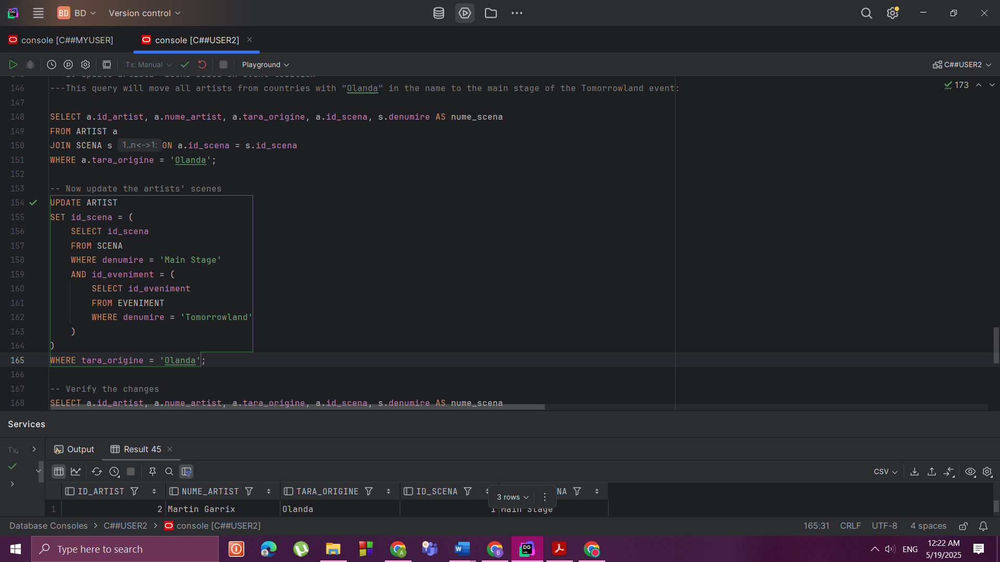 BD BD Version control
console [C##MYUSER] console [C##USER2]
Tx: Manual Playground C##USER2
146 ---This query will move all artists from countries with "Olanda" in the name to the main stage of the Tomorrowland event: 173
147
148 SELECT a.id_artist, a.nume_artist, a.tara_origine, a.id_scena, s.denumire AS nume_scena
149 FROM ARTIST a
150 JOIN SCENA s 1..n<->1: ON a.id_scena = s.id_scena
151 WHERE a.tara_origine = 'Olanda';
152
153 -- Now update the artists' scenes
154 UPDATE ARTIST
155 SET id_scena = (
156 SELECT id_scena
157 FROM SCENA
158 WHERE denumire = 'Main Stage'
159 AND id_eveniment = (
160 SELECT id_eveniment
161 FROM EVENIMENT
162 WHERE denumire = 'Tomorrowland'
163 )
164 )
165 WHERE tara_origine = 'Olanda';
166
167 -- Verify the changes
168 SELECT a.id_artist, a.nume_artist, a.tara_origine, a.id_scena, s.denumire AS nume_scena
Services
Tx Output Result 45
CSV
ID_ARTIST NUME_ARTIST TARA_ORIGINE ID_SCENA NA
3 rows
1 2 Martin Garrix Olanda 1 Main Stage
Database Consoles > C##USER2 > console [C##USER2] 165:31 CRLF UTF-8 4 spaces
Type here to search ENG 12:22 AM
5/19/2025